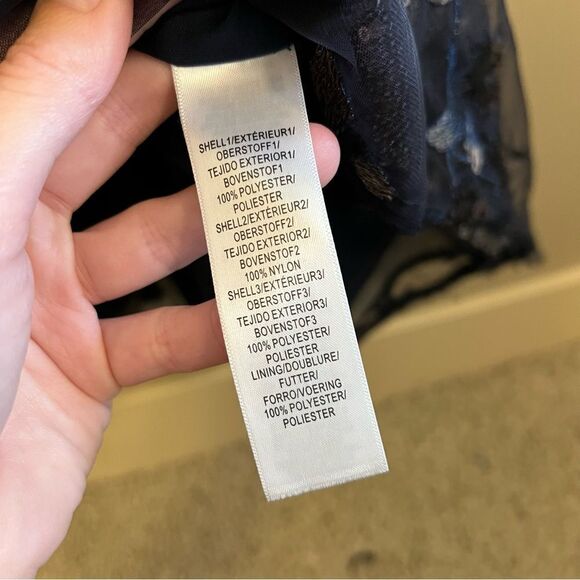 SHELL1/EXTÉRIEUR1/
OBERSTOFF1/
TEJIDO EXTERIOR1/
BOVENSTOF1
100% POLYESTER/
POLIESTER
SHELL2/EXTÉRIEUR2/
OBERSTOFF2/
TEJIDO EXTERIOR2/
BOVENSTOF2
100% NYLON
SHELL3/EXTÉRIEUR3/
OBERSTOFF3/
TEJIDO EXTERIOR3/
BOVENSTOF3
100% POLYESTER/
POLIESTER
LINING/DOUBLURE/
FUTTER/
FORRO/VOERING
100% POLYESTER/
POLIESTER